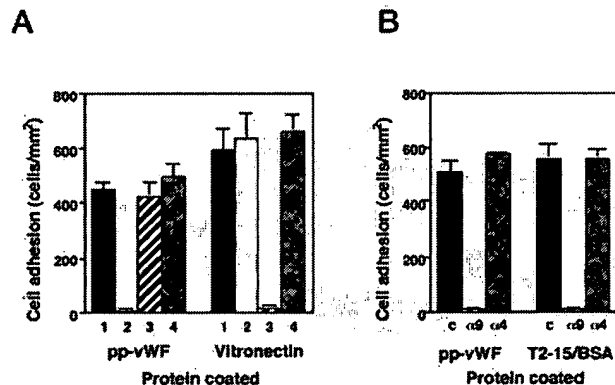 A
Cell adhesion (cells/mm²)
800
600
400
200
0
1 2 3 4 1 2 3 4
pp-vWF Vitronectin
Protein coated
B
Cell adhesion (cells/mm²)
800
600
400
200
0
c α9 α4 c α9 α4
pp-vWF T2-15/BSA
Protein coated